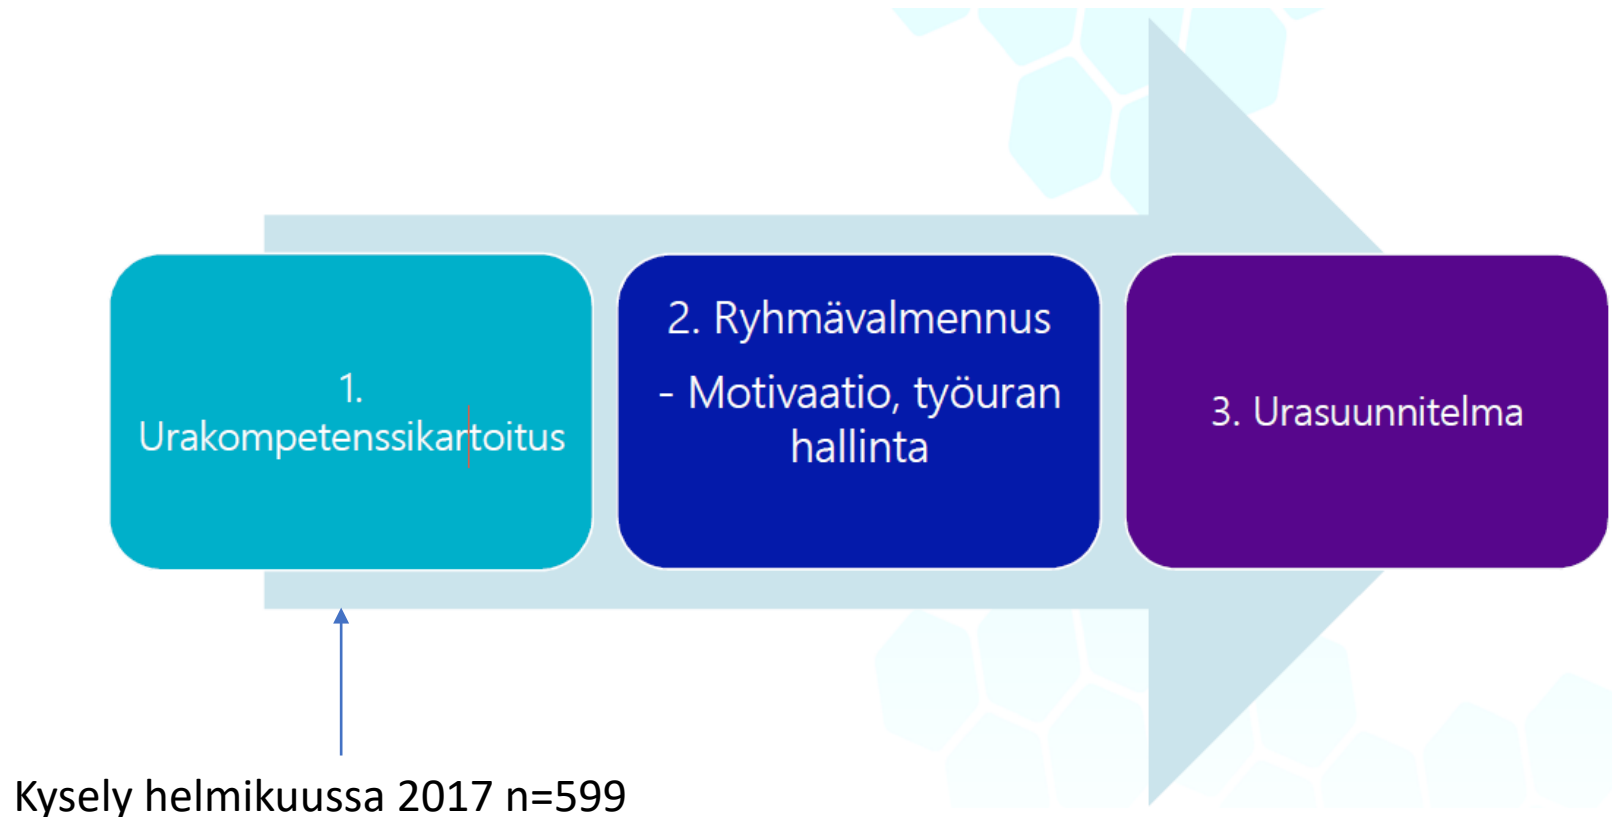 1.
Urakompetenssikartoitus
2. Ryhmävalmennus
- Motivaatio, työuran
hallinta
3. Urasuunnitelma
Kysely helmikuussa 2017 n=599